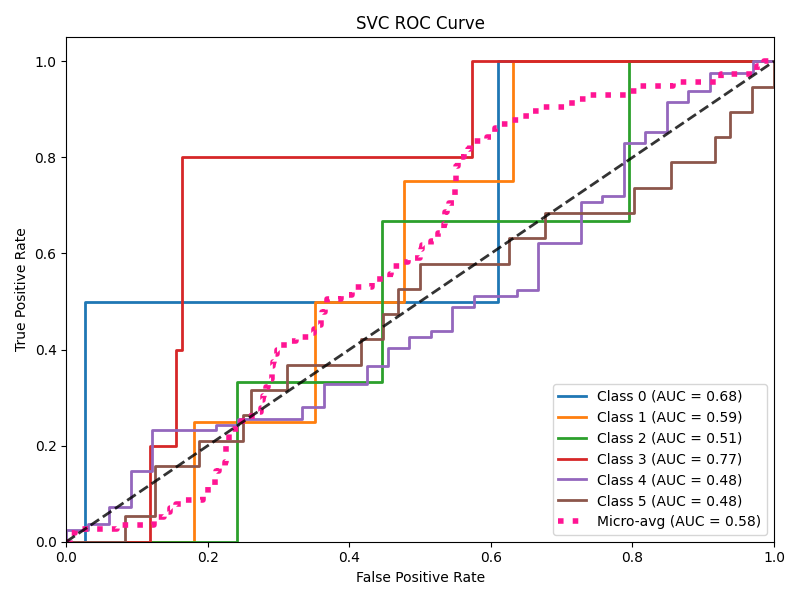 SVC ROC Curve
True Positive Rate
1.0
0.8
0.6
0.4
0.2
0.0
Class 0 (AUC = 0.68)
Class 1 (AUC = 0.59)
Class 2 (AUC = 0.51)
Class 3 (AUC = 0.77)
Class 4 (AUC = 0.48)
Class 5 (AUC = 0.48)
Micro-avg (AUC = 0.58)
0.0 0.2 0.4 0.6 0.8 1.0
False Positive Rate